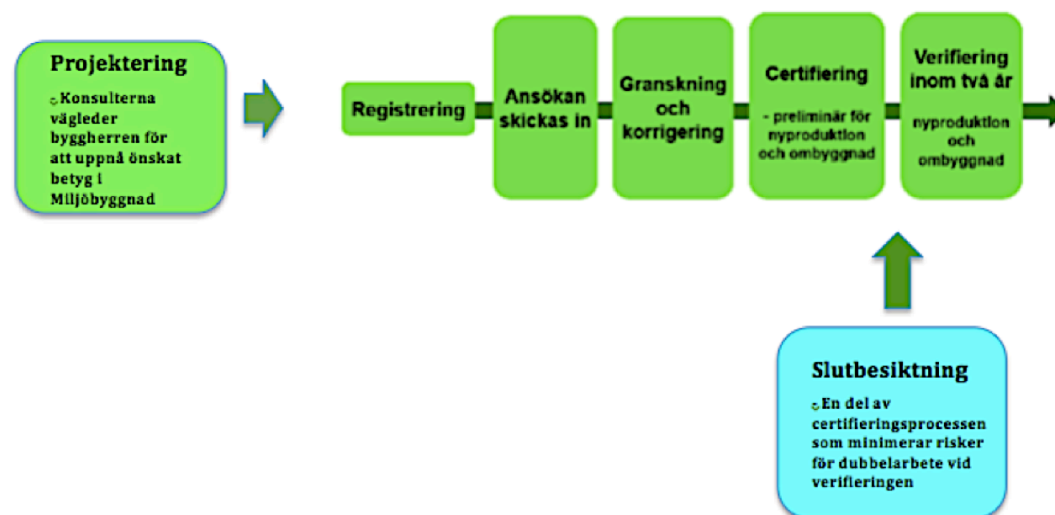 Projektering
Konsulterna
vägleder
byggherren för
att uppnå önskat
betyg i
Miljöbyggnad
Registrering
Ansökan
skickas in
Granskning
och
korrigering
Certifiering
- preliminär för
nyproduktion
och ombyggnad
Verifiering
inom två år
nyproduktion
och
ombyggnad
Slutbesiktning
En del av
certifieringsprocessen
som minimerar risker
för dubbelarbete vid
verifieringen